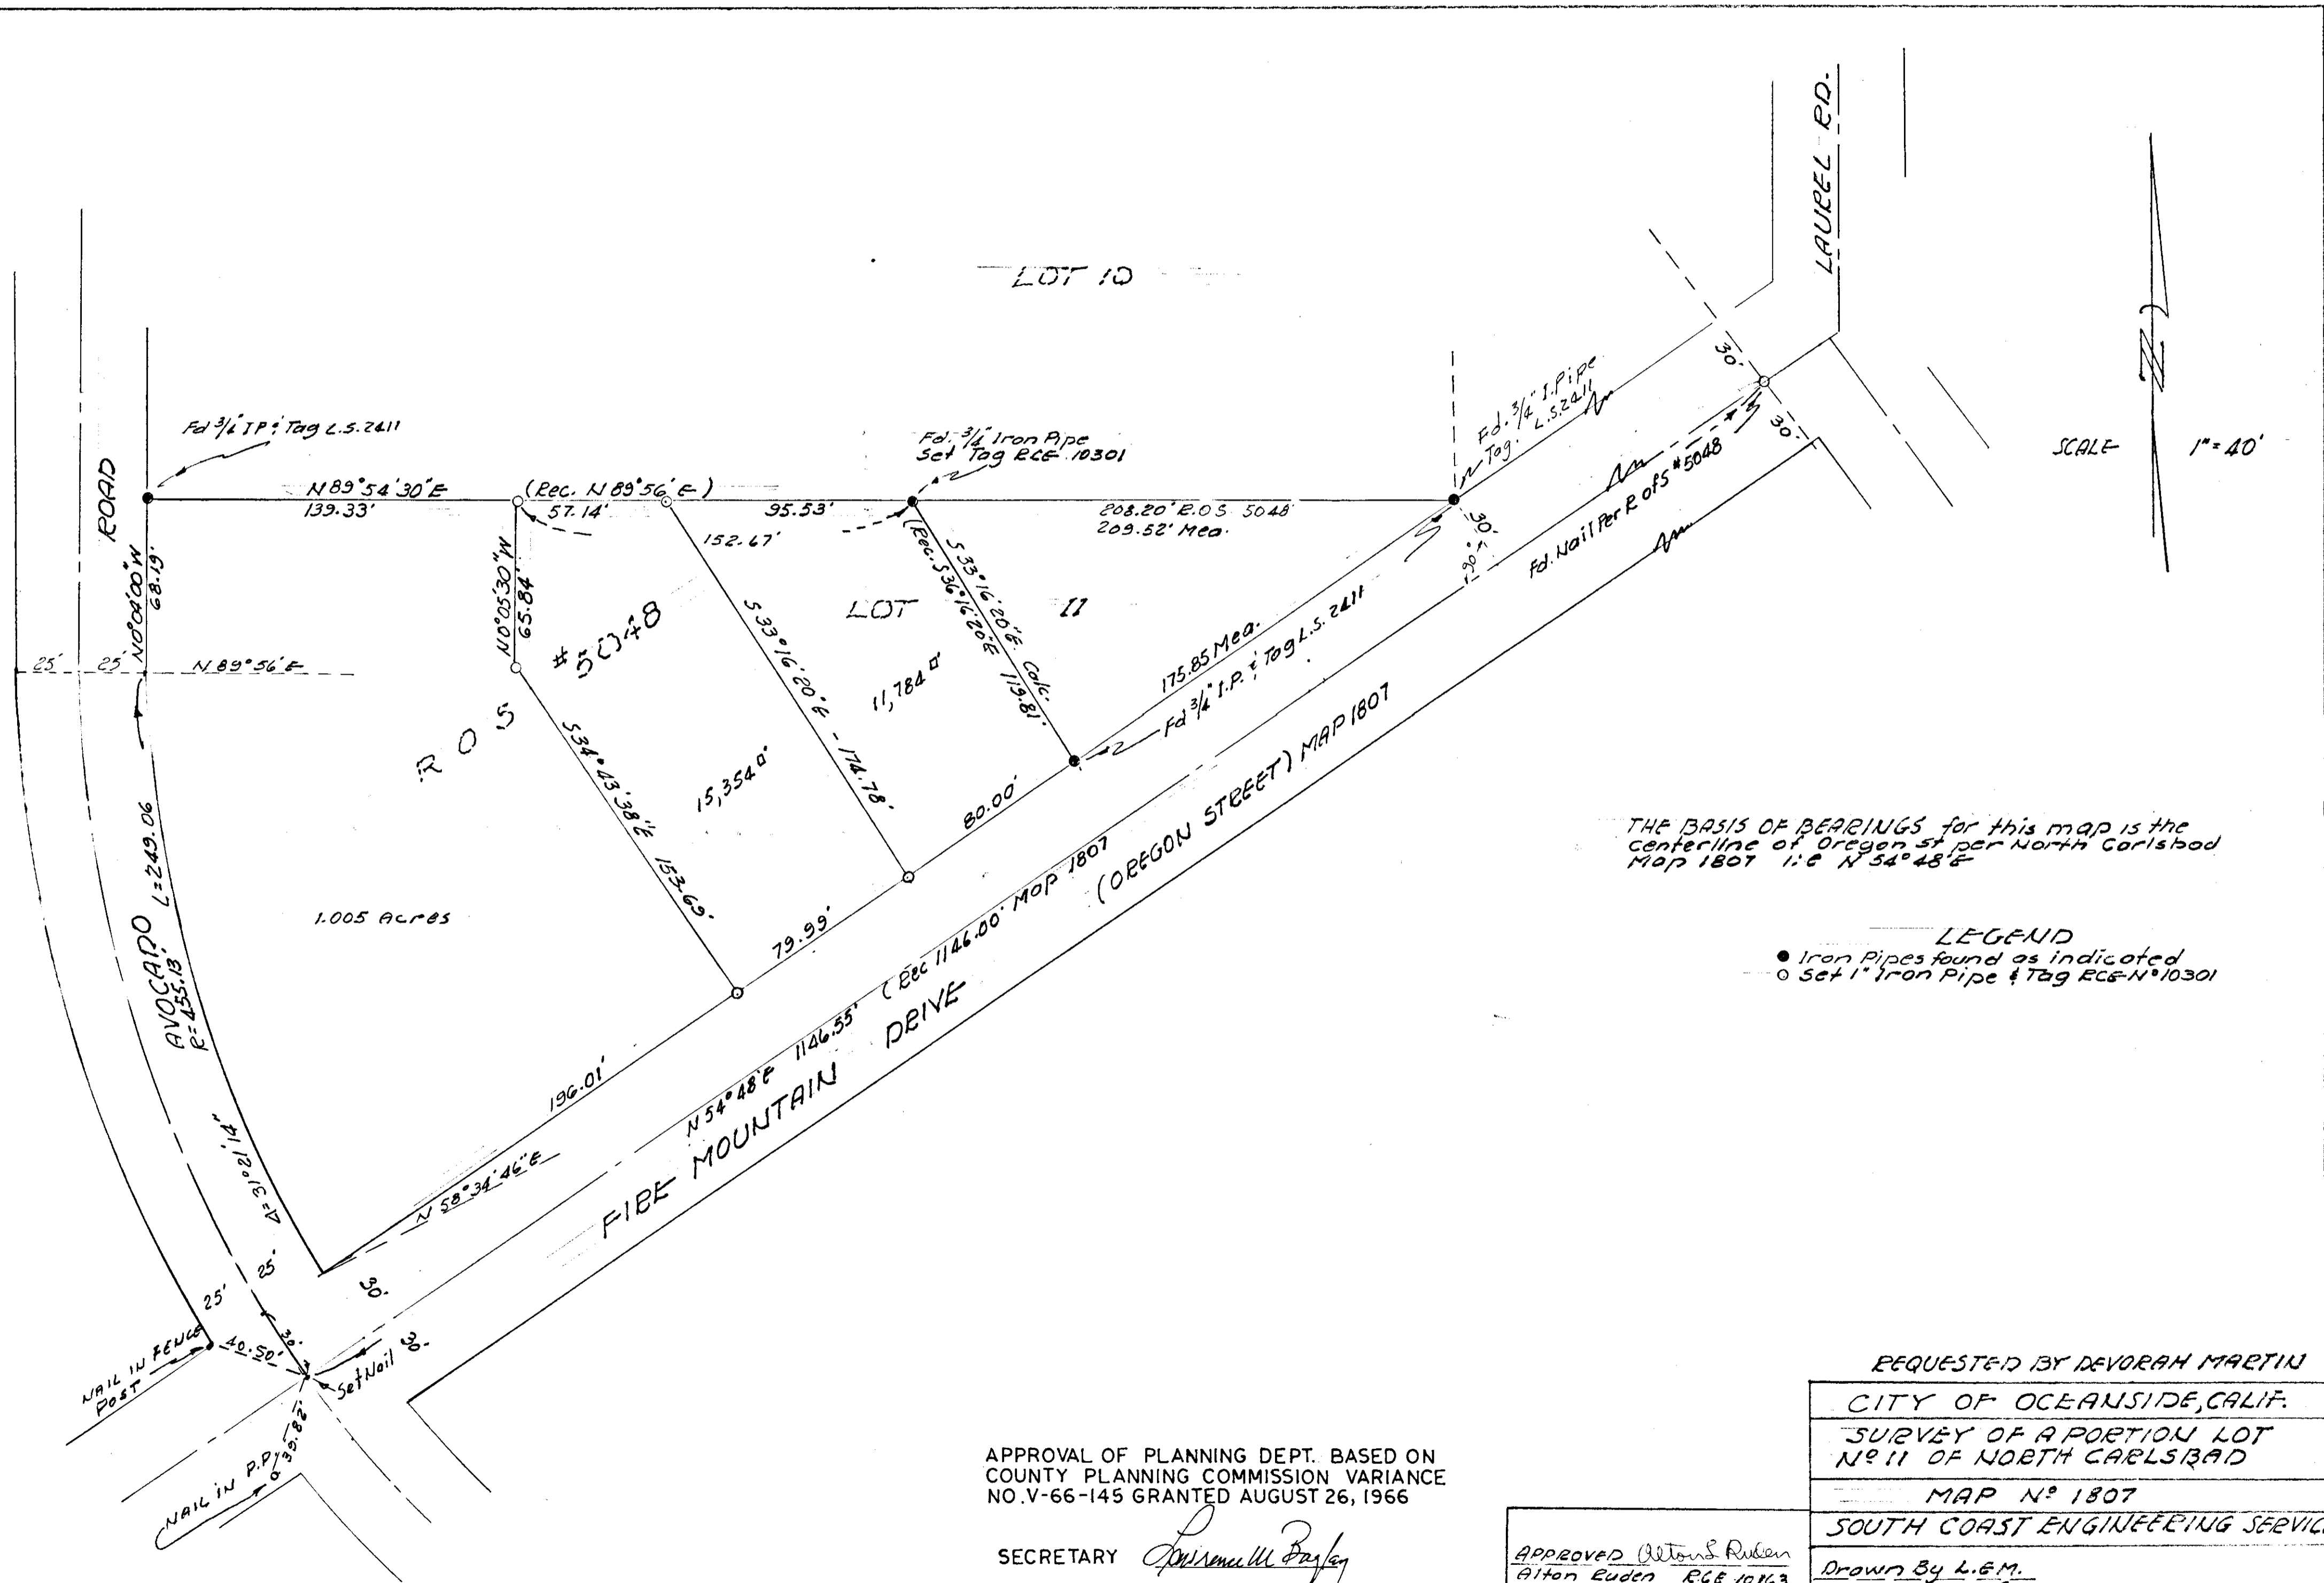 LOT 10
LAUREL RD.
SCALE 1"=40'
Fd 3/4 IP & Tag L.S. 2411
Fd. 3/4" Iron Pipe
Set Tag RCE 10301
Fd. 3/4" I. Pipe
Tag. L.S. 2411
30'
30'
ROAD
N 89°54'30"E
139.33'
(Rec. N 89°56' E)
57.14'
95.53'
152.67'
208.20' R.O.S. 5048
209.52' Mea.
30'
90°
Fd. Nail Per R of S #5048
N0°04'00"W
68.19'
N0°05'30"W
65.84'
25' 25' N 89°56'E
ROS #5048
LOT 11
S 33°16'20"E - 174.78'
S 33°16'20"E. Calc.
(Rec. S 36°16'20"E 119.81'
11,784 □'
15,354 □'
S 34°43'38"E 153.69'
175.85 Mea.
Fd 3/4" I.P. & Tag L.S. 2411
80.00'
79.99'
196.01'
1.005 Acres
AVOCADO
L=249.06
R=455.13'
Δ=31°21'14"
N 58°34'46"E
N 54°48'E 1146.55' (Rec 1146.00' Map 1807
FIRE MOUNTAIN DRIVE
(OREGON STREET) MAP 1807
THE BASIS OF BEARINGS for this map is the
centerline of Oregon St per North Carlsbad
Map 1807 i.e N 54°48'E
LEGEND
● Iron Pipes found as indicated
○ Set 1" Iron Pipe & Tag RCE Nº 10301
25' 25'
30'
30'
30'
40.50'
39.82'
Set Nail
NAIL IN FENCE
POST
NAIL IN P.P.
APPROVAL OF PLANNING DEPT. BASED ON
COUNTY PLANNING COMMISSION VARIANCE
NO. V-66-145 GRANTED AUGUST 26, 1966
SECRETARY
APPROVED Alton L Ruden
Alton Ruden RCE 10163
REQUESTED BY DEVORAH MARTIN
CITY OF OCEANSIDE, CALIF.
SURVEY OF A PORTION LOT
Nº 11 OF NORTH CARLSBAD
MAP Nº 1807
SOUTH COAST ENGINEERING SERVIC
Drawn By L.E.M.